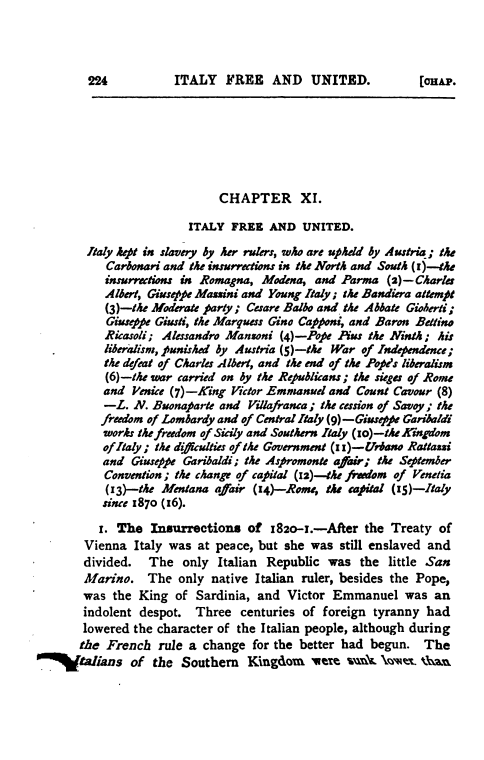 224 ITALY FREE AND UNITED. [CHAP.
CHAPTER XI.
ITALY FREE AND UNITED.
Italy kept in slavery by her rulers, who are upheld by Austria; the
Carbonari and the insurrections in the North and South (1)—the
insurrections in Romagna, Modena, and Parma (2)—Charles
Albert, Giuseppe Mazzini and Young Italy; the Bandiera attempt
(3)—the Moderate party; Cesare Balbo and the Abbate Gioberti;
Giuseppe Giusti, the Marquess Gino Capponi, and Baron Bettino
Ricasoli; Alessandro Manzoni (4)—Pope Pius the Ninth; his
liberalism, punished by Austria (5)—the War of Independence;
the defeat of Charles Albert, and the end of the Pope's liberalism
(6)—the war carried on by the Republicans; the sieges of Rome
and Venice (7)—King Victor Emmanuel and Count Cavour (8)
—L. N. Buonaparte and Villafranca; the cession of Savoy; the
freedom of Lombardy and of Central Italy (9)—Giuseppe Garibaldi
works the freedom of Sicily and Southern Italy (10)—the Kingdom
of Italy; the difficulties of the Government (11)—Urbano Rattazzi
and Giuseppe Garibaldi; the Aspromonte affair; the September
Convention; the change of capital (12)—the freedom of Venetia
(13)—the Mentana affair (14)—Rome, the capital (15)—Italy
since 1870 (16).
1. The Insurrections of 1820-1.—After the Treaty of
Vienna Italy was at peace, but she was still enslaved and
divided. The only Italian Republic was the little San
Marino. The only native Italian ruler, besides the Pope,
was the King of Sardinia, and Victor Emmanuel was an
indolent despot. Three centuries of foreign tyranny had
lowered the character of the Italian people, although during
the French rule a change for the better had begun. The
Italians of the Southern Kingdom were sunk lower than